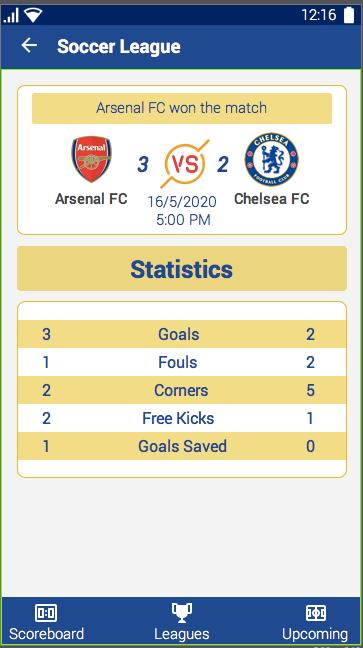 12:16
Soccer League
Arsenal FC won the match
Arsenal
CHELSEA
FOOTBALL CLUB
3 VS 2
Arsenal FC 16/5/2020 Chelsea FC
5:00 PM
Statistics
3 Goals 2
1 Fouls 2
2 Corners 5
2 Free Kicks 1
1 Goals Saved 0
0:0
Scoreboard Leagues Upcoming